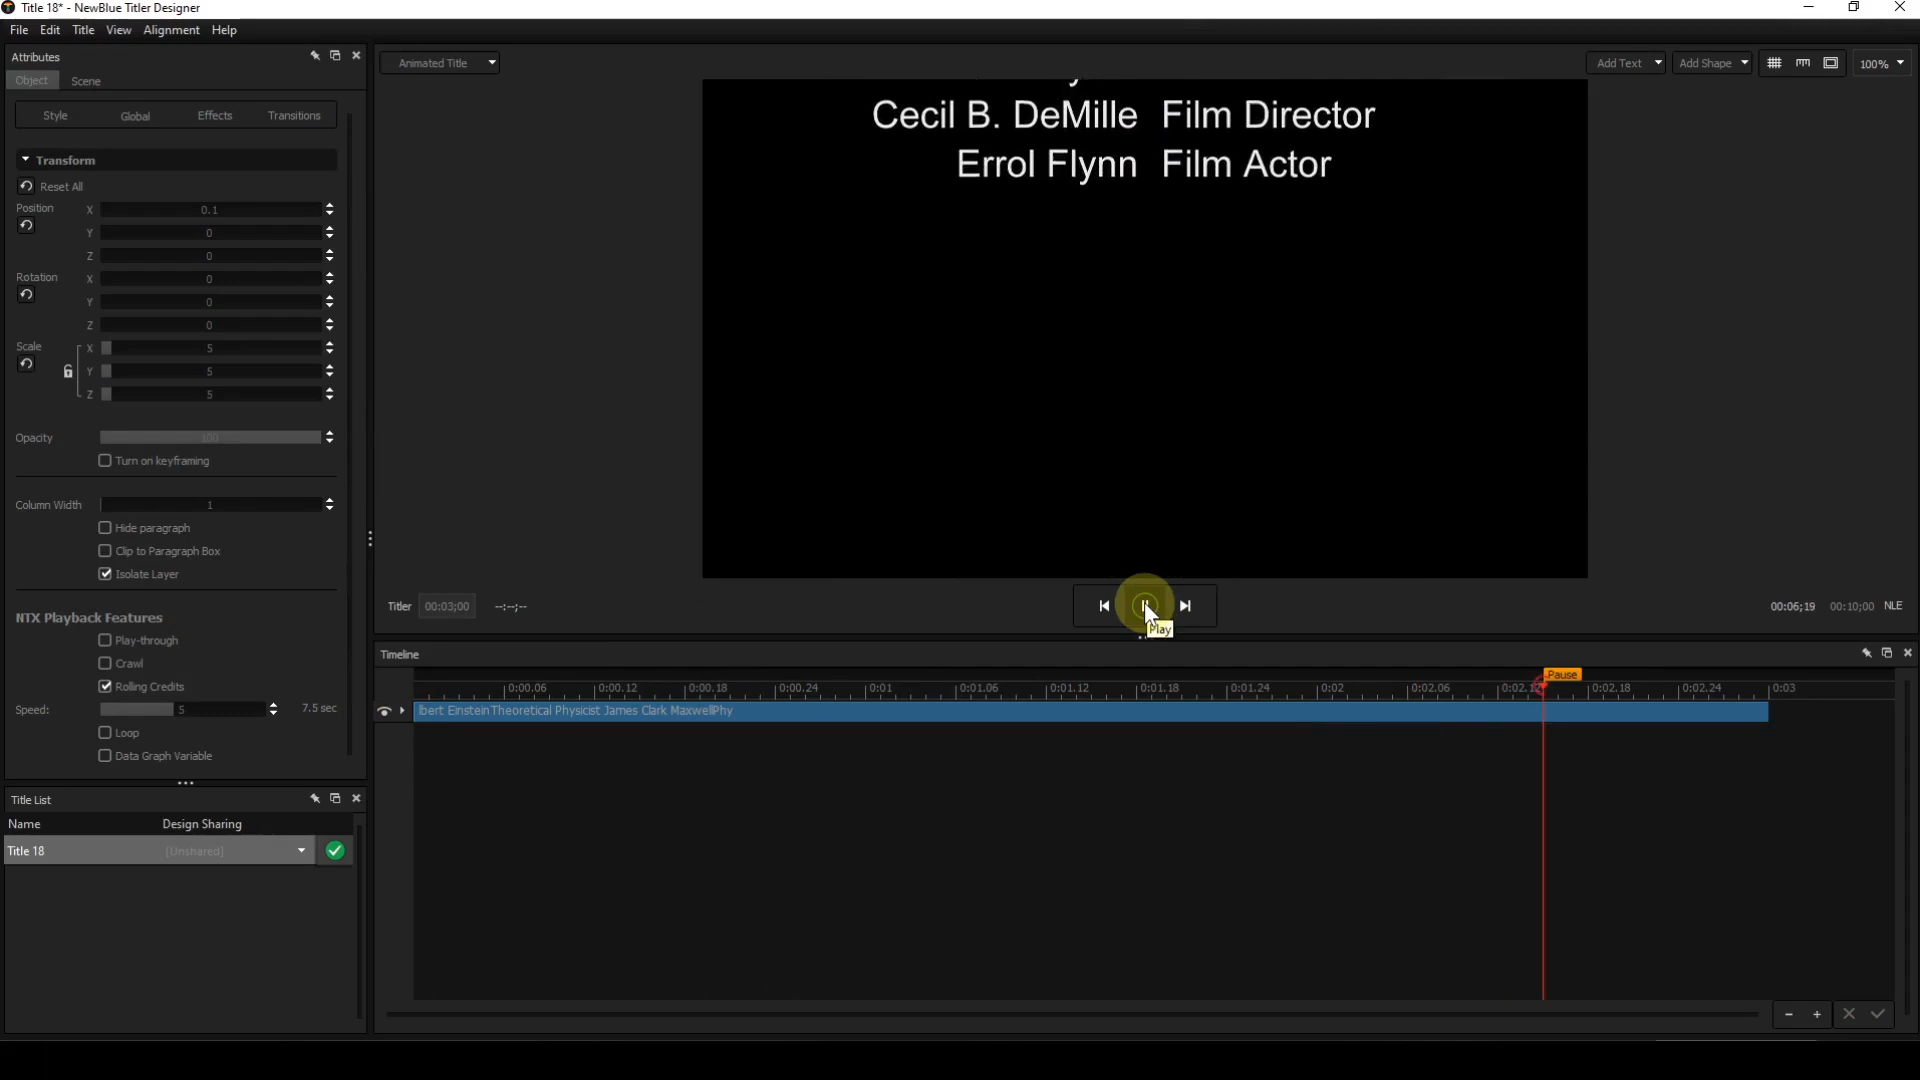 Title 18* - NewBlue Titler Designer
File Edit Title View Alignment Help
Attributes
Object Scene
Style Global Effects Transitions
Transform
Reset All
Position X 0.1
Y 0
Z 0
Rotation X 0
Y 0
Z 0
Scale X 5
Y 5
Z 5
Opacity 100
Turn on keyframing
Column Width 1
Hide paragraph
Clip to Paragraph Box
Isolate Layer
NTX Playback Features
Play-through
Crawl
Rolling Credits
Speed: 5 7.5 sec
Loop
Data Graph Variable
Title List
Name Design Sharing
Title 18 [Unshared]
Animated Title
Add Text Add Shape 100%
Cecil B. DeMille Film Director
Errol Flynn Film Actor
Titler 00:03;00 --:--;--
Play
00:06;19 00:10;00 NLE
Timeline
Pause
0:00.06 0:00.12 0:00.18 0:00.24 0:01 0:01.06 0:01.12 0:01.18 0:01.24 0:02 0:02.06 0:02.18 0:02.24 0:03
lbert EinsteinTheoretical Physicist James Clark MaxwellPhy